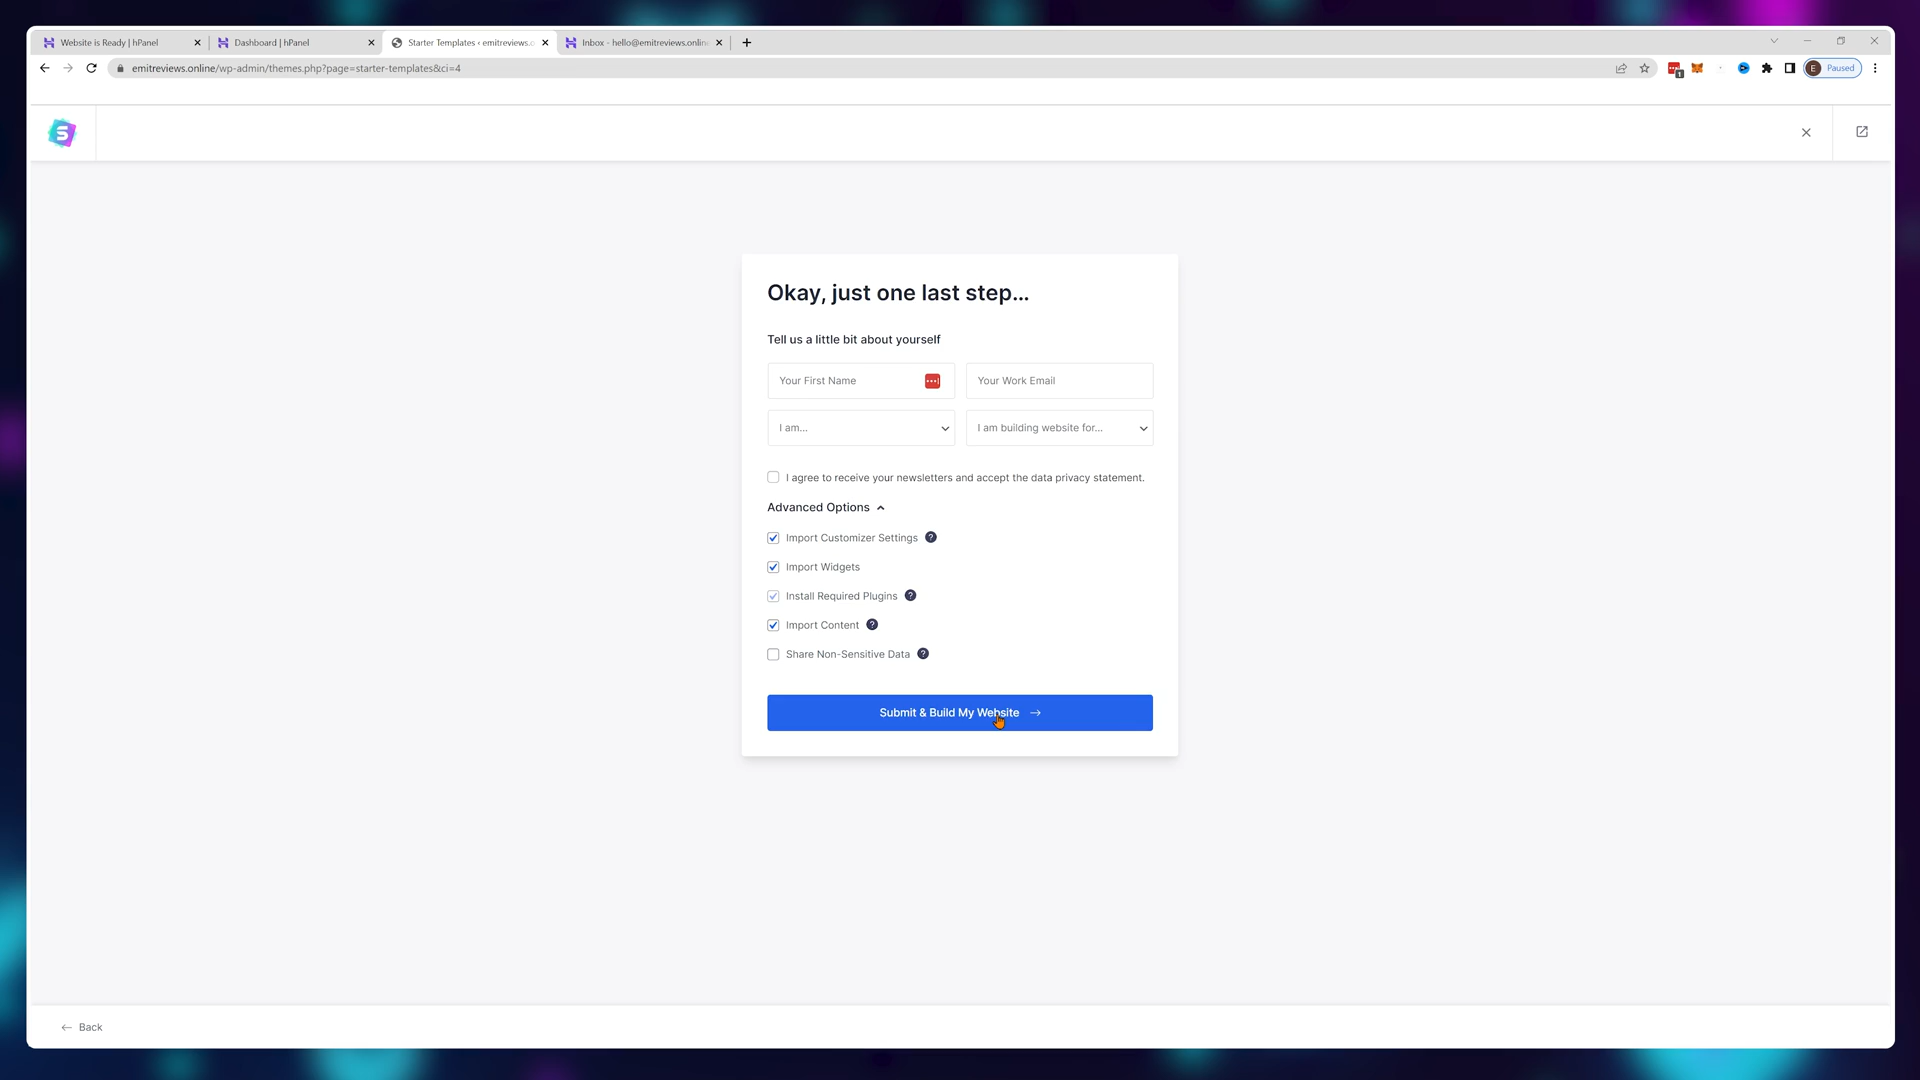 Website is Ready | hPanel
Dashboard | hPanel
Starter Templates ‹ emitreviews.o
Inbox - hello@emitreviews.onlin
emitreviews.online/wp-admin/themes.php?page=starter-templates&ci=4
1
E
Paused
S
Okay, just one last step...
Tell us a little bit about yourself
Your First Name
Your Work Email
I am...
I am building website for...
I agree to receive your newsletters and accept the data privacy statement.
Advanced Options
Import Customizer Settings ?
Import Widgets
Install Required Plugins ?
Import Content ?
Share Non-Sensitive Data ?
Submit & Build My Website →
← Back